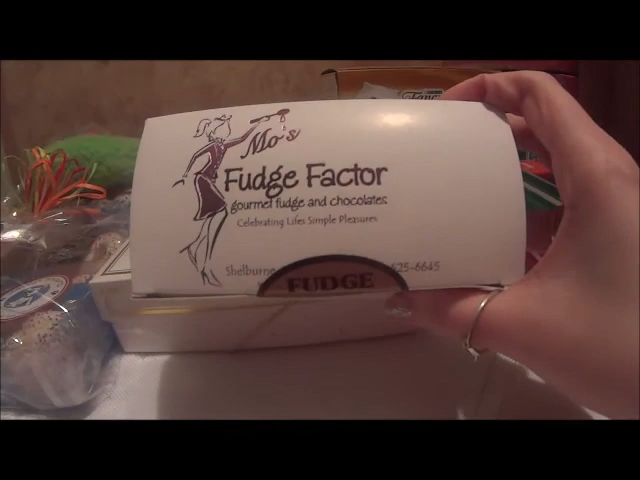 Mo's
Fudge Factor
gourmet fudge and chocolates
Celebrating Lifes Simple Pleasures
Shelburne
625-6645
FUDGE